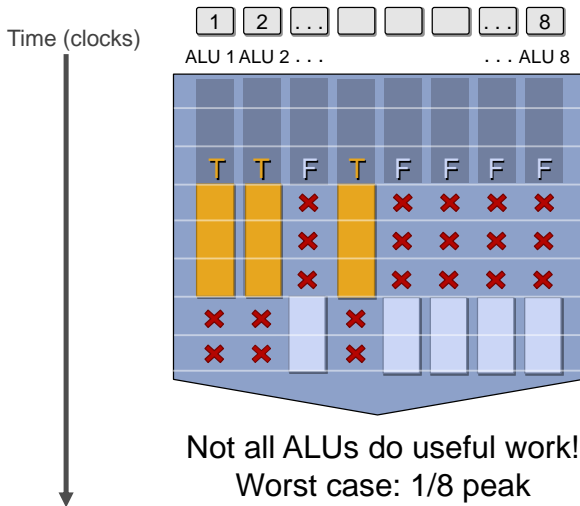 1 2 ... ... 8
Time (clocks)
ALU 1 ALU 2 . . . . . . ALU 8
T T F T F F F F
Not all ALUs do useful work!
Worst case: 1/8 peak